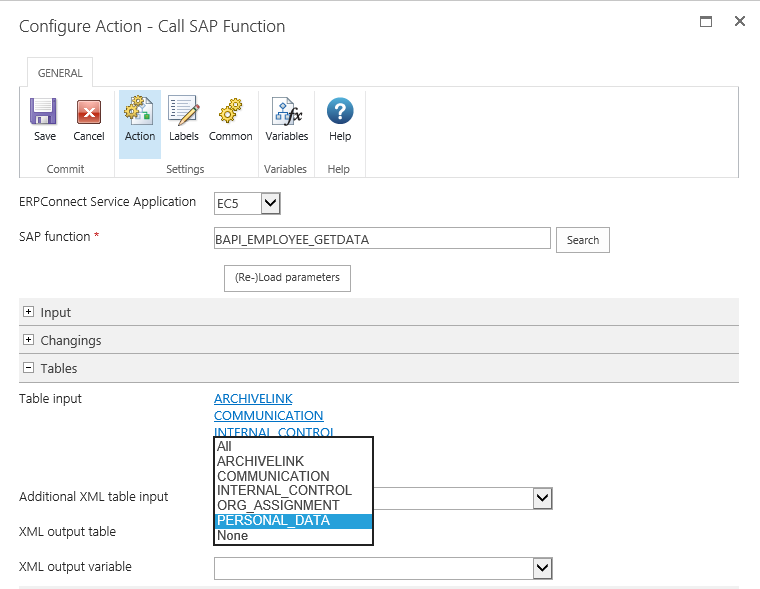 Configure Action - Call SAP Function
GENERAL
Save
Cancel
Action
Labels
Common
Variables
Help
Commit
Settings
Variables
Help
ERPConnect Service Application
EC5
SAP function *
BAPI_EMPLOYEE_GETDATA
Search
(Re-)Load parameters
Input
Changings
Tables
Table input
ARCHIVELINK
COMMUNICATION
INTERNAL_CONTROL
All
ARCHIVELINK
COMMUNICATION
INTERNAL_CONTROL
ORG_ASSIGNMENT
PERSONAL_DATA
None
Additional XML table input
XML output table
XML output variable